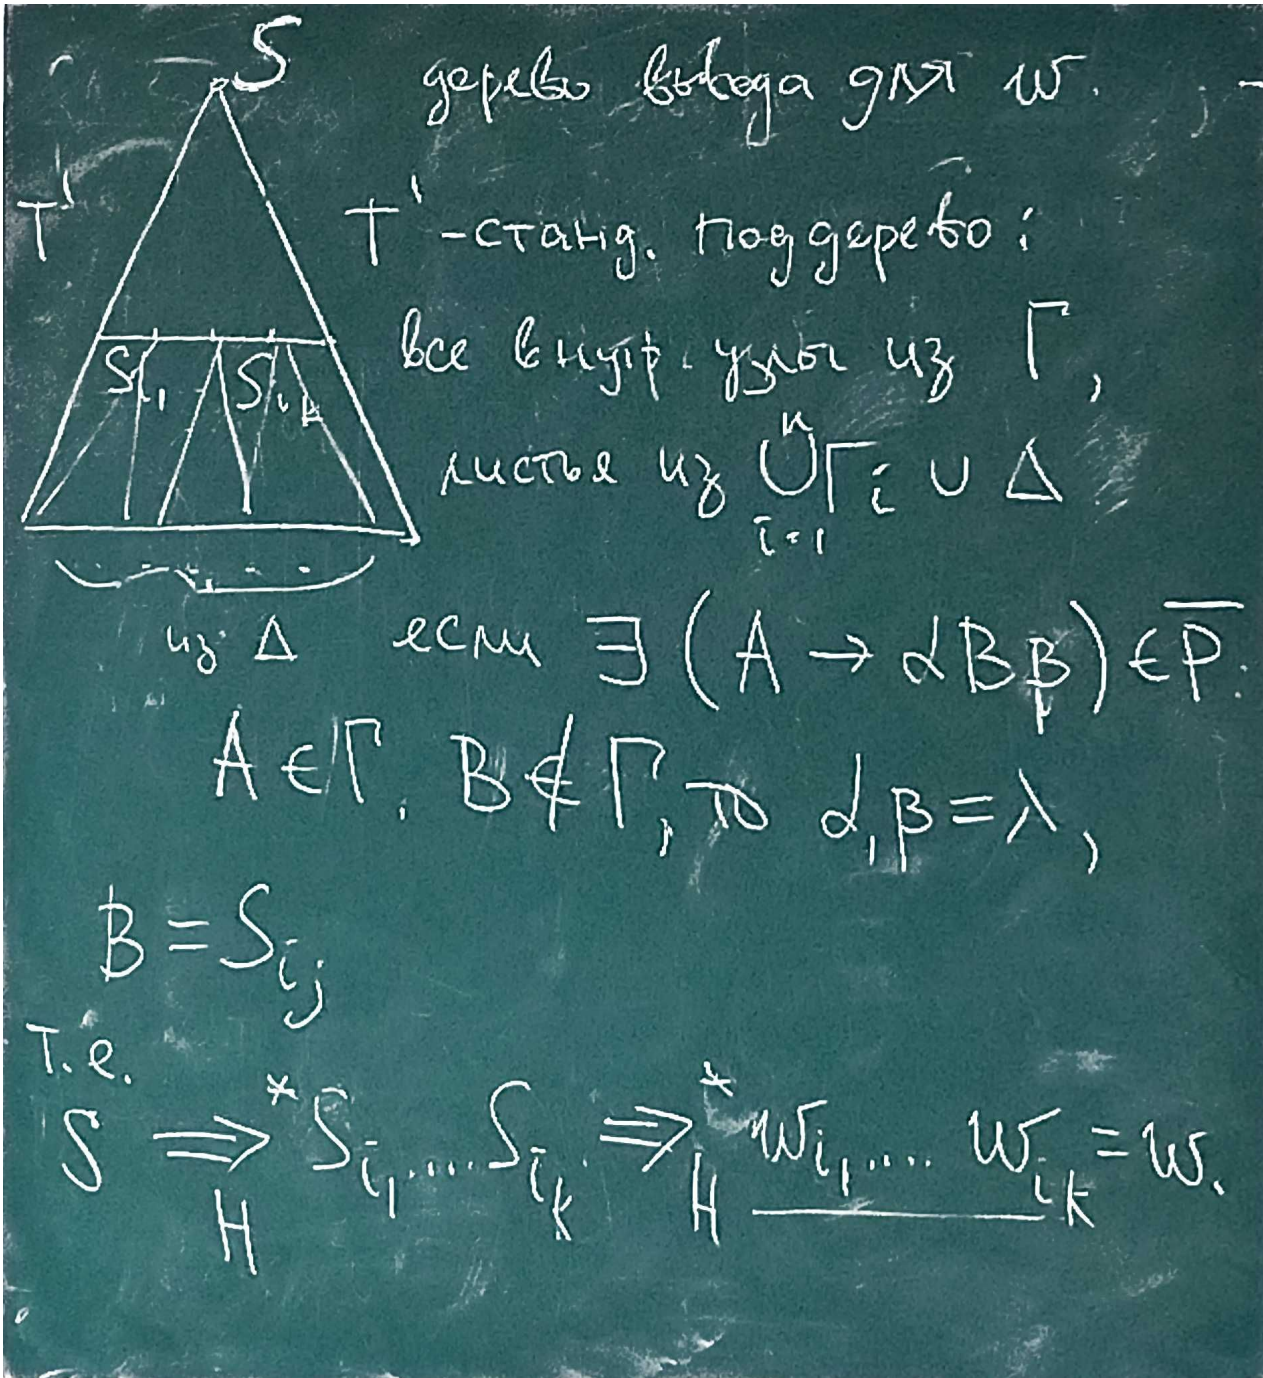 S
дерево вывода для w.
T' T' -станд. поддерево:
все внутр. узлы из Γ,
S_{i_1} S_{i_k}
листья из ⋃_{i=1}^{n} Γ_i ∪ Δ
из Δ если ∃ (A → αBβ) ∈ P̅.
A ∈ Γ, B ∉ Γ, то α,β = λ,
B = S_{i_j}
т.е.
S ⇒*_H S_{i_1} .... S_{i_k} ⇒*_H w_{i_1} .... w_{i_k} = w.